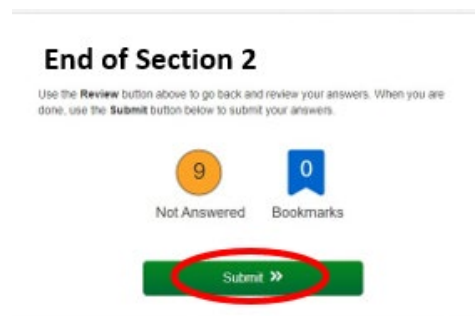 End of Section 2
Use the Review button above to go back and review your answers. When you are
done, use the Submit button below to submit your answers.
9
0
Not Answered
Bookmarks
Submit »